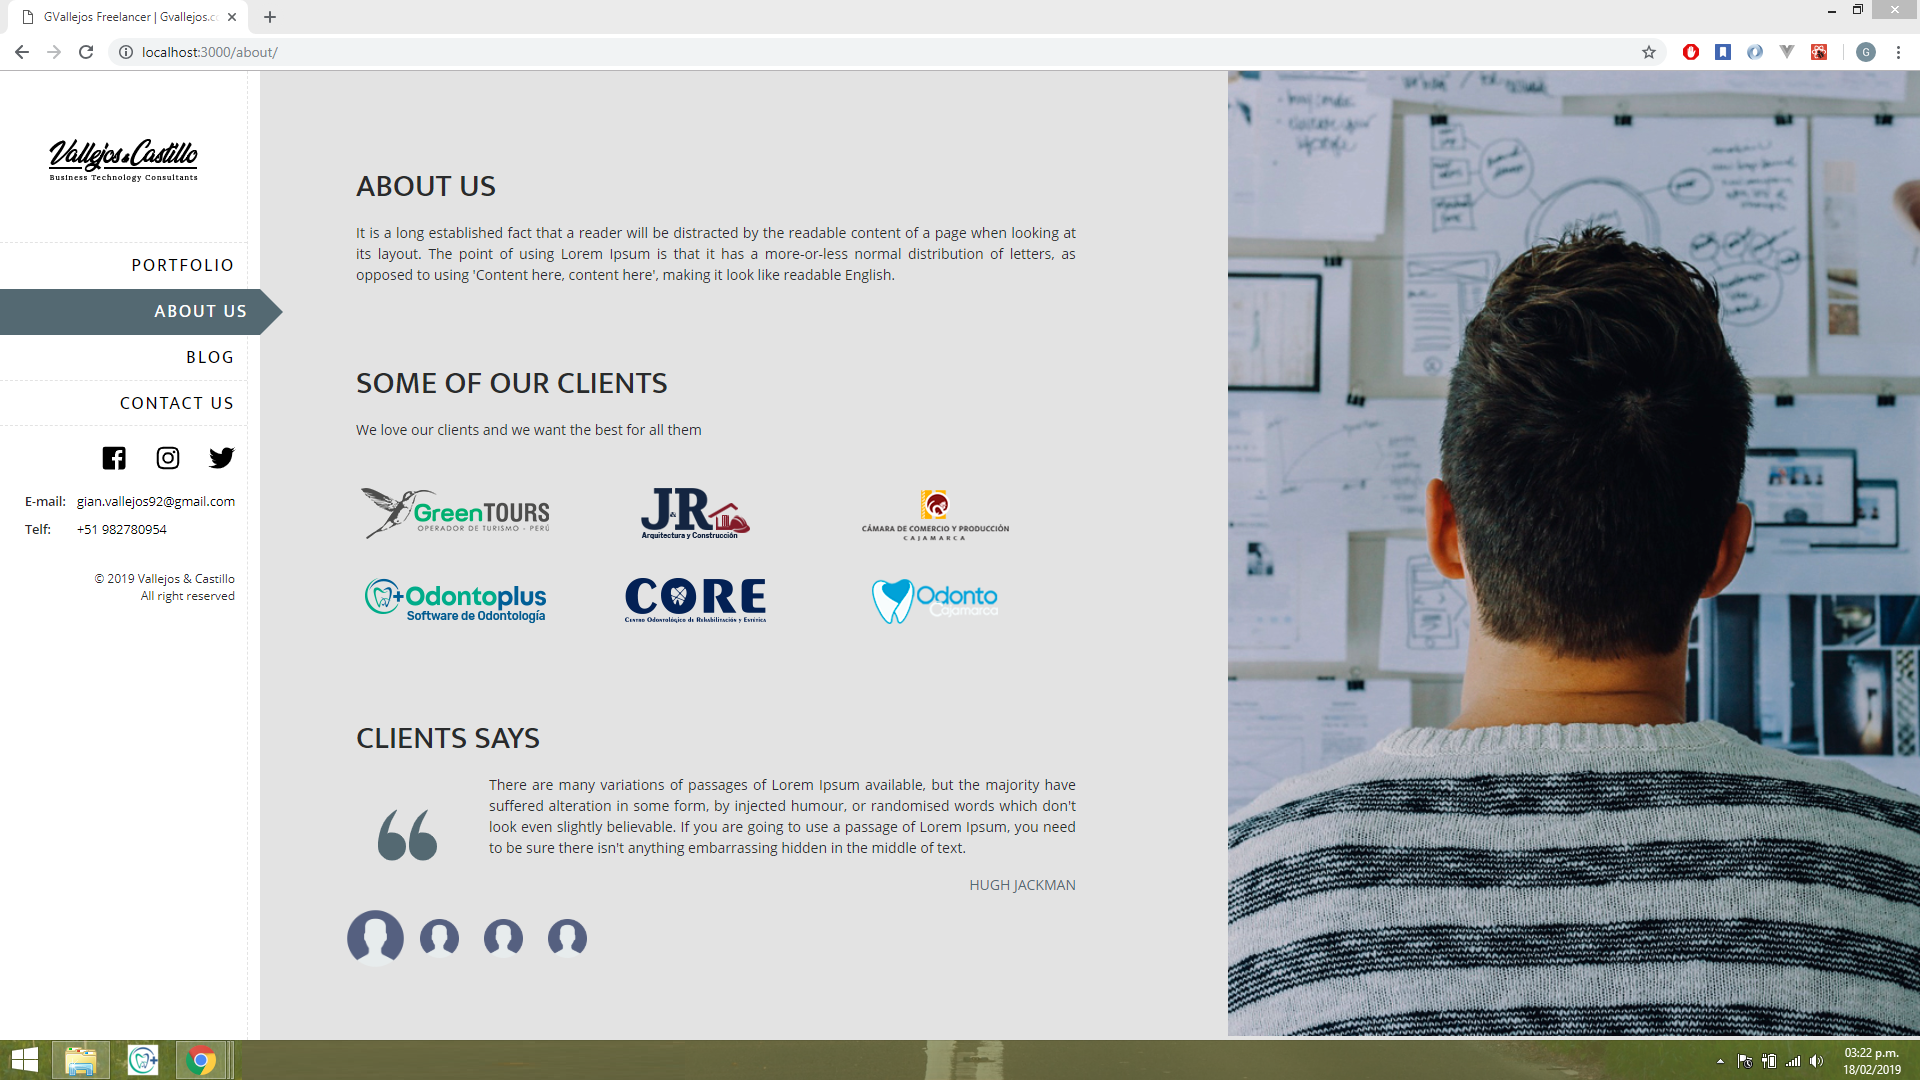 GVallejos Freelancer | Gvallejos.c
localhost:3000/about/
G
Vallejos & Castillo
Business Technology Consultants
PORTFOLIO
ABOUT US
BLOG
CONTACT US
E-mail: gian.vallejos92@gmail.com
Telf: +51 982780954
© 2019 Vallejos & Castillo
All right reserved
ABOUT US
It is a long established fact that a reader will be distracted by the readable content of a page when looking at
its layout. The point of using Lorem Ipsum is that it has a more-or-less normal distribution of letters, as
opposed to using 'Content here, content here', making it look like readable English.
SOME OF OUR CLIENTS
We love our clients and we want the best for all them
GreenTOURS
OPERADOR DE TURISMO - PERÚ
J&R
Arquitectura y Construcción
CÁMARA DE COMERCIO Y PRODUCCIÓN
CAJAMARCA
Odontoplus
Software de Odontología
CORE
Centro Odontológico de Rehabilitación y Estética
Odonto
Cajamarca
CLIENTS SAYS
There are many variations of passages of Lorem Ipsum available, but the majority have
suffered alteration in some form, by injected humour, or randomised words which don't
look even slightly believable. If you are going to use a passage of Lorem Ipsum, you need
to be sure there isn't anything embarrassing hidden in the middle of text.
HUGH JACKMAN
03:22 p.m.
18/02/2019